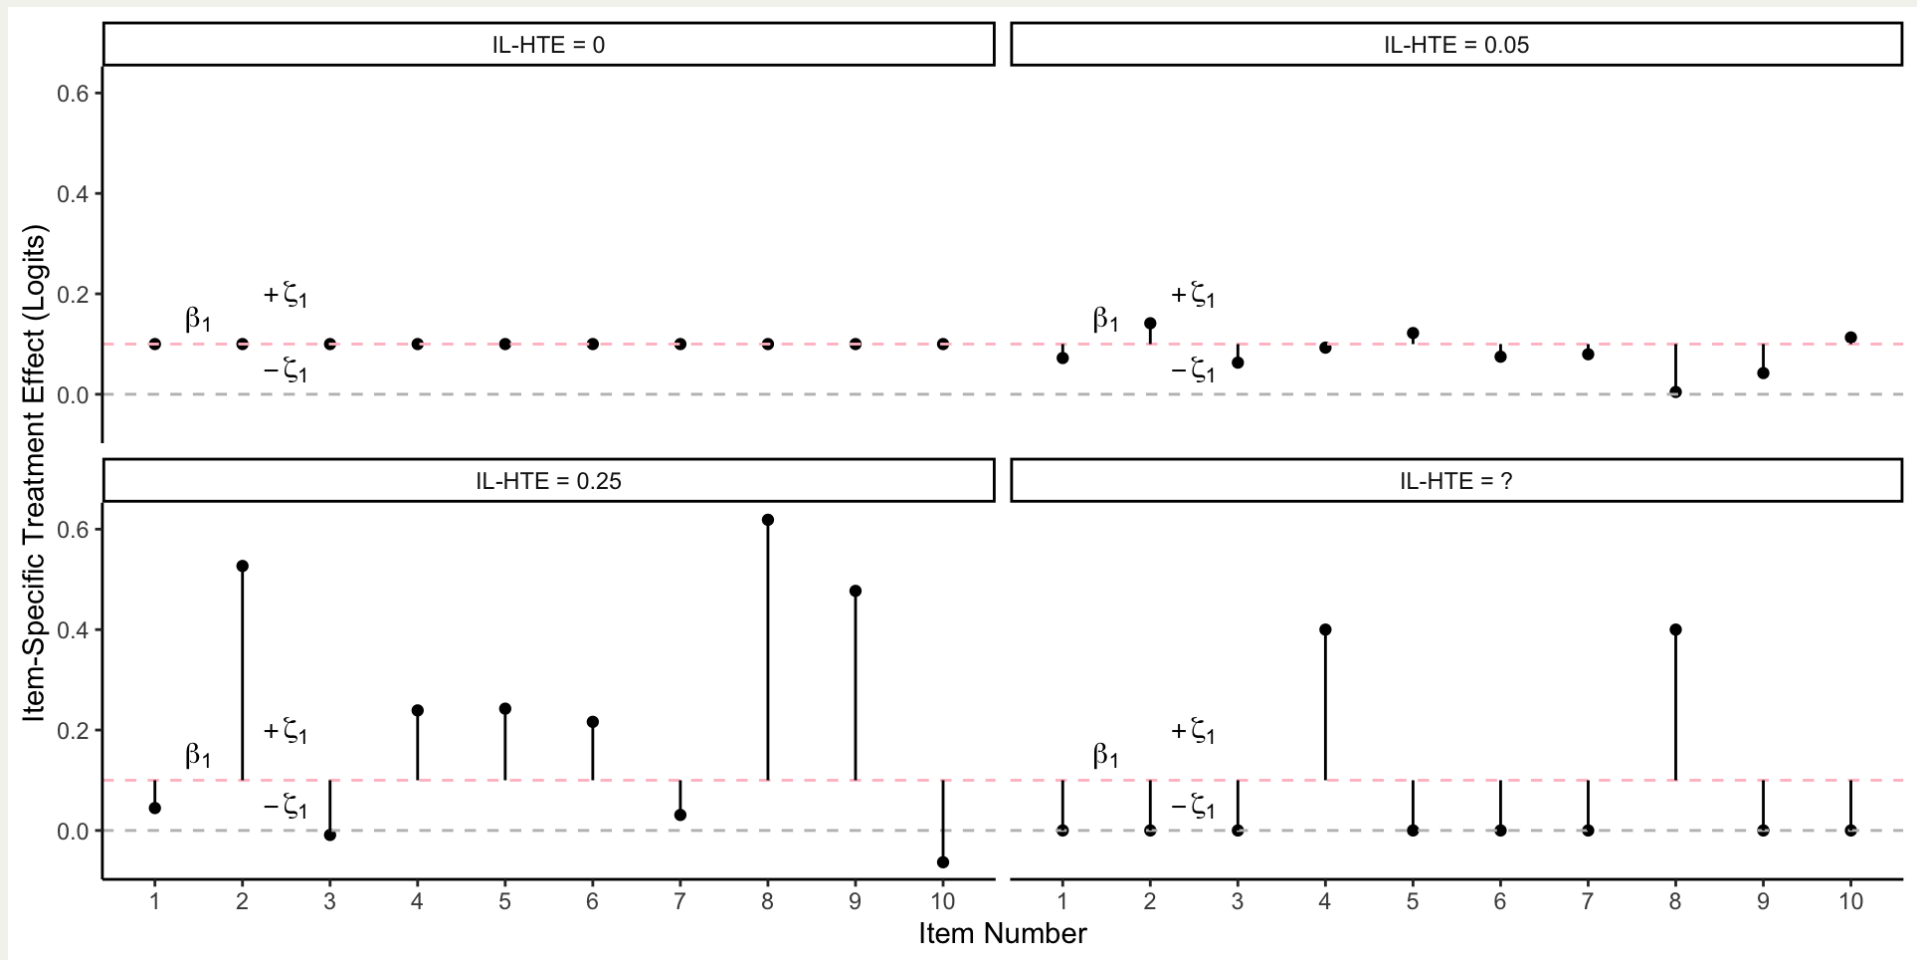 IL-HTE = 0
IL-HTE = 0.05
0.6
0.4
0.2
0.0
β1
+ζ1
−ζ1
β1
+ζ1
−ζ1
Item-Specific Treatment Effect (Logits)
IL-HTE = 0.25
IL-HTE = ?
0.6
0.4
0.2
0.0
β1
+ζ1
−ζ1
β1
+ζ1
−ζ1
1 2 3 4 5 6 7 8 9 10
1 2 3 4 5 6 7 8 9 10
Item Number